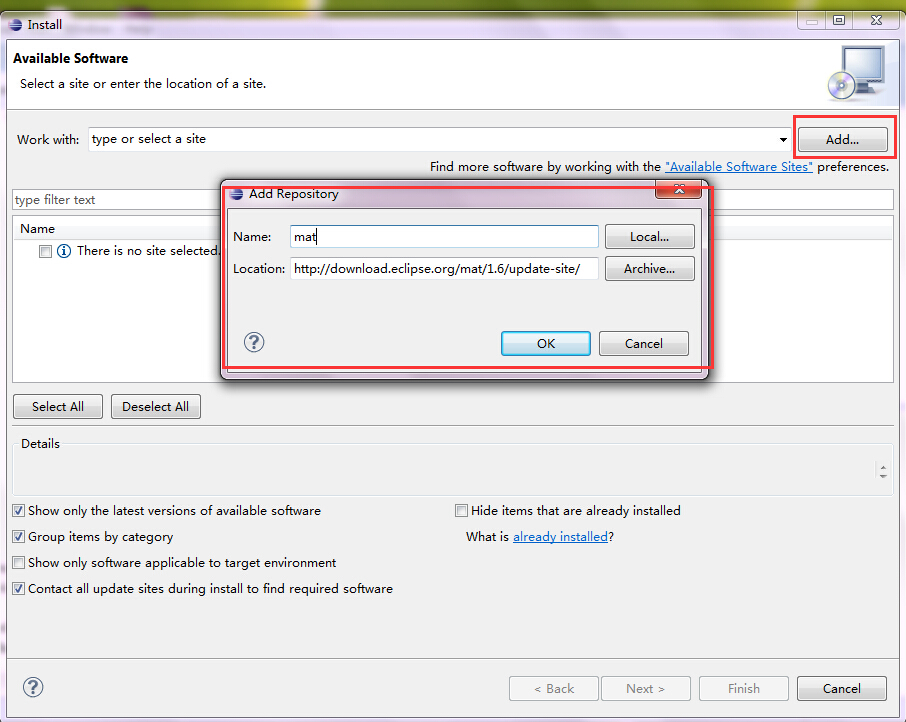 Install
Available Software
Select a site or enter the location of a site.
Work with: type or select a site Add...
Find more software by working with the "Available Software Sites" preferences.
type filter text
Name
There is no site selected.
Add Repository
Name: mat Local...
Location: http://download.eclipse.org/mat/1.6/update-site/ Archive...
? OK Cancel
Select All Deselect All
Details
Show only the latest versions of available software Hide items that are already installed
Group items by category What is already installed?
Show only software applicable to target environment
Contact all update sites during install to find required software
? < Back Next > Finish Cancel